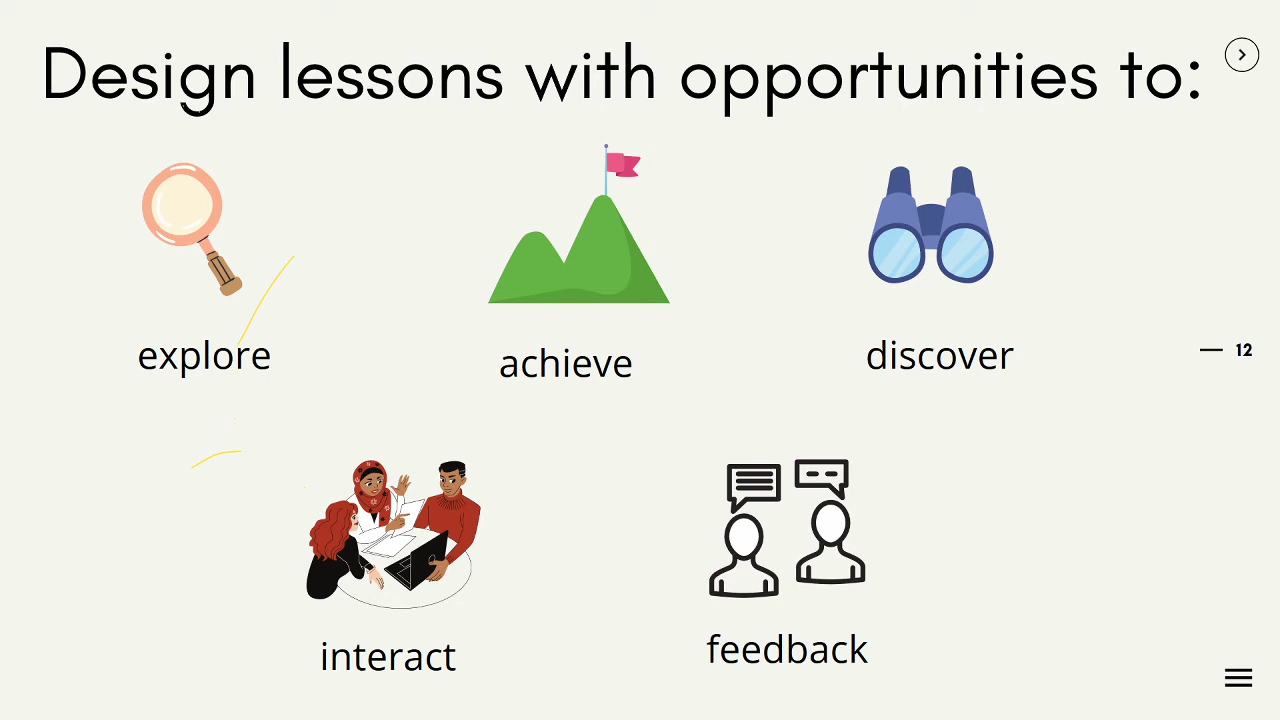 Design lessons with opportunities to:
explore
achieve
discover
12
interact
feedback